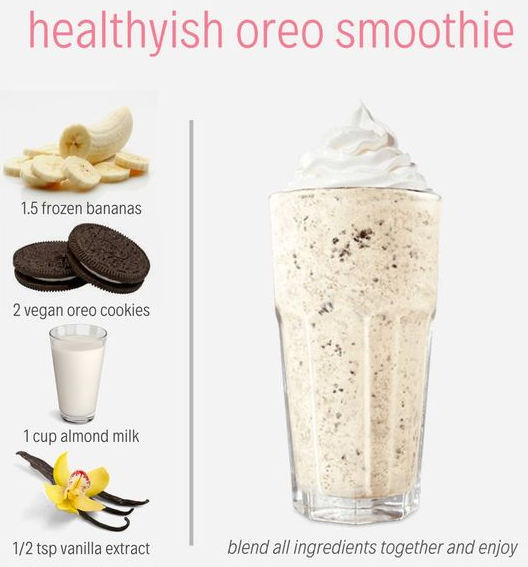 healthyish oreo smoothie
1.5 frozen bananas
2 vegan oreo cookies
1 cup almond milk
1/2 tsp vanilla extract
blend all ingredients together and enjoy